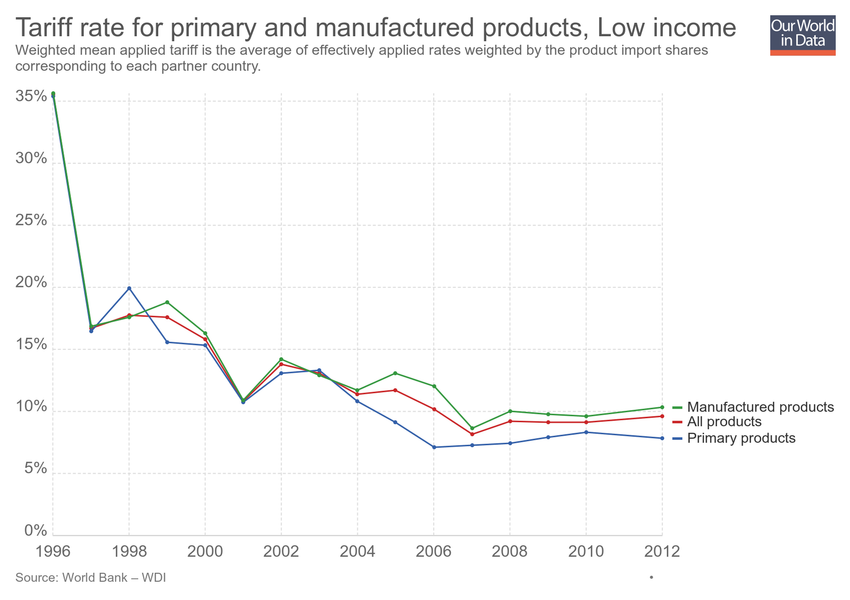 Tariff rate for primary and manufactured products, Low income
Our World
in Data
Weighted mean applied tariff is the average of effectively applied rates weighted by the product import shares
corresponding to each partner country.
35%
30%
25%
20%
15%
10%
5%
0%
Manufactured products
All products
Primary products
1996 1998 2000 2002 2004 2006 2008 2010 2012
Source: World Bank – WDI